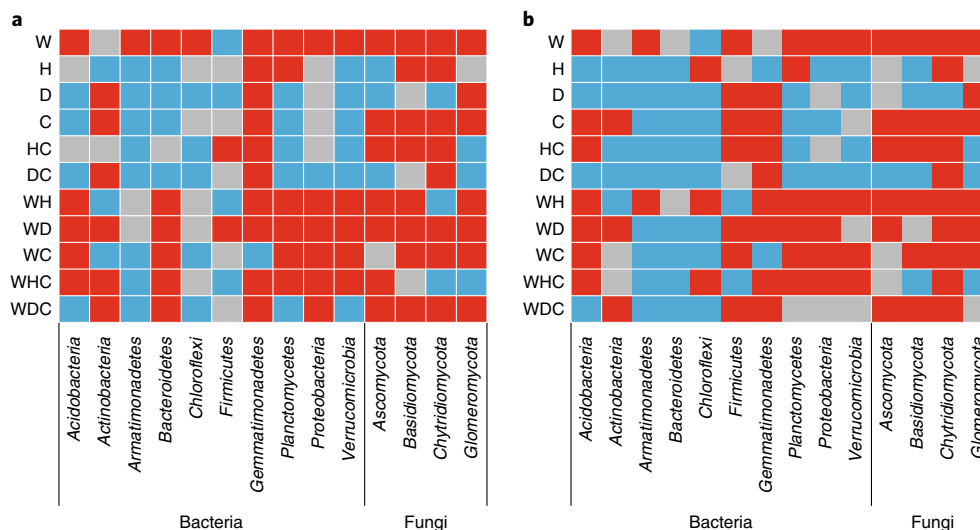 a
W
H
D
C
HC
DC
WH
WD
WC
WHC
WDC
Acidobacteria
Actinobacteria
Armatimonadetes
Bacteroidetes
Chloroflexi
Firmicutes
Gemmatimonadetes
Planctomycetes
Proteobacteria
Verrucomicrobia
Ascomycota
Basidiomycota
Chytridiomycota
Glomeromycota
Bacteria
Fungi
b
W
H
D
C
HC
DC
WH
WD
WC
WHC
WDC
Acidobacteria
Actinobacteria
Armatimonadetes
Bacteroidetes
Chloroflexi
Firmicutes
Gemmatimonadetes
Planctomycetes
Proteobacteria
Verrucomicrobia
Ascomycota
Basidiomycota
Chytridiomycota
Glomeromycota
Bacteria
Fungi